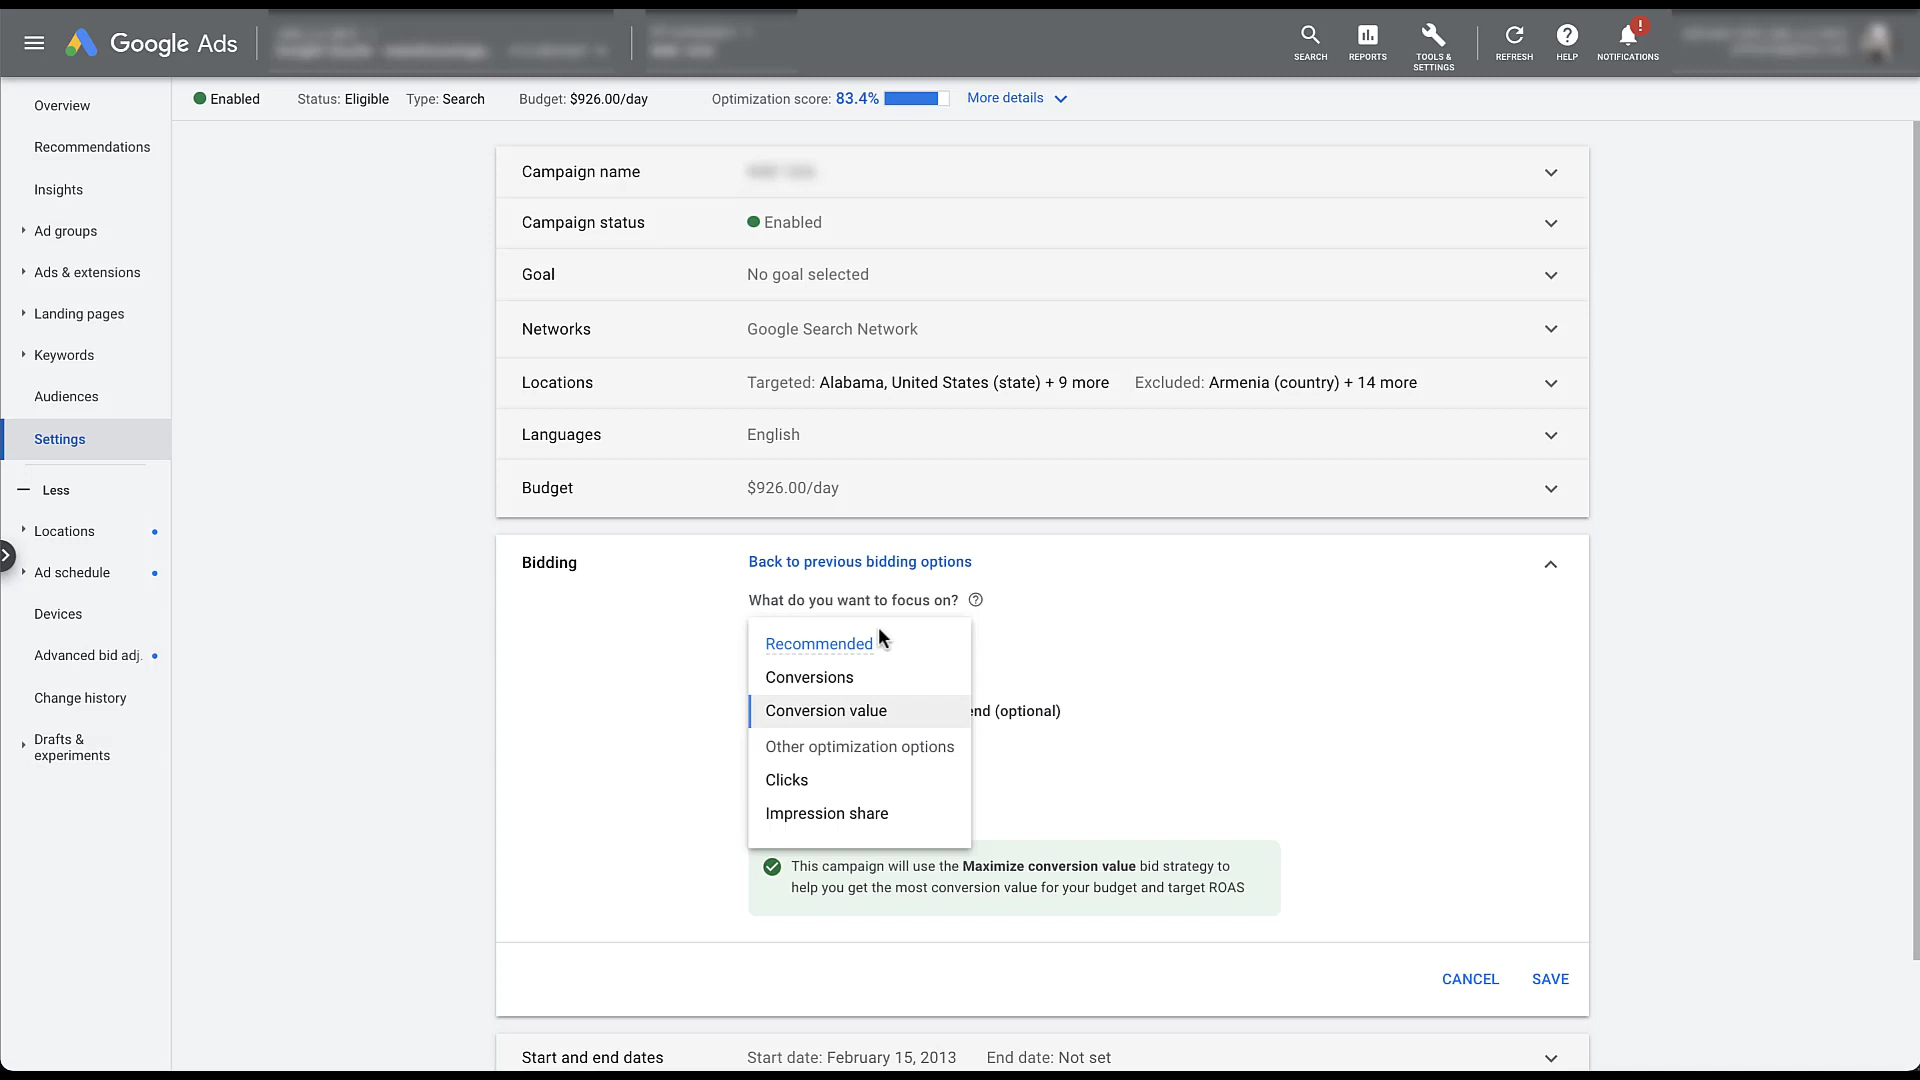 Google Ads
SEARCH
REPORTS
TOOLS &
SETTINGS
REFRESH
HELP
!
NOTIFICATIONS
Overview
Recommendations
Insights
Ad groups
Ads & extensions
Landing pages
Keywords
Audiences
Settings
Less
Locations
Ad schedule
Devices
Advanced bid adj.
Change history
Drafts &
experiments
Enabled Status: Eligible Type: Search Budget: $926.00/day Optimization score: 83.4% More details
Campaign name
Campaign status Enabled
Goal No goal selected
Networks Google Search Network
Locations Targeted: Alabama, United States (state) + 9 more Excluded: Armenia (country) + 14 more
Languages English
Budget $926.00/day
Bidding Back to previous bidding options
What do you want to focus on? ?
Recommended
Conversions
Conversion value
(optional)
Other optimization options
Clicks
Impression share
This campaign will use the Maximize conversion value bid strategy to
help you get the most conversion value for your budget and target ROAS
CANCEL SAVE
Start and end dates Start date: February 15, 2013 End date: Not set